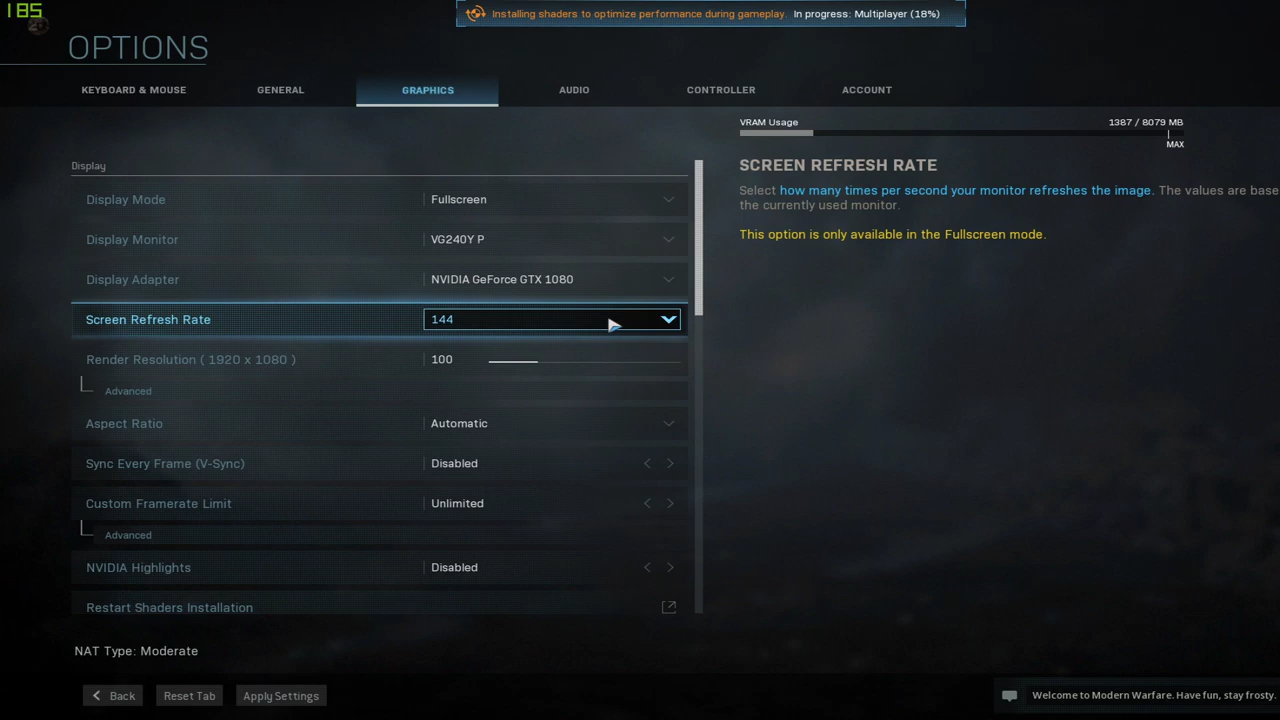 185
Installing shaders to optimize performance during gameplay. In progress: Multiplayer (18%)
OPTIONS
KEYBOARD & MOUSE GENERAL GRAPHICS AUDIO CONTROLLER ACCOUNT
VRAM Usage 1387 / 8079 MB
MAX
Display
SCREEN REFRESH RATE
Select how many times per second your monitor refreshes the image. The values are base
the currently used monitor.
This option is only available in the Fullscreen mode.
Display Mode Fullscreen
Display Monitor VG240Y P
Display Adapter NVIDIA GeForce GTX 1080
Screen Refresh Rate 144
Render Resolution ( 1920 x 1080 ) 100
Advanced
Aspect Ratio Automatic
Sync Every Frame (V-Sync) Disabled
Custom Framerate Limit Unlimited
Advanced
NVIDIA Highlights Disabled
Restart Shaders Installation
NAT Type: Moderate
Back Reset Tab Apply Settings
Welcome to Modern Warfare. Have fun, stay frosty.